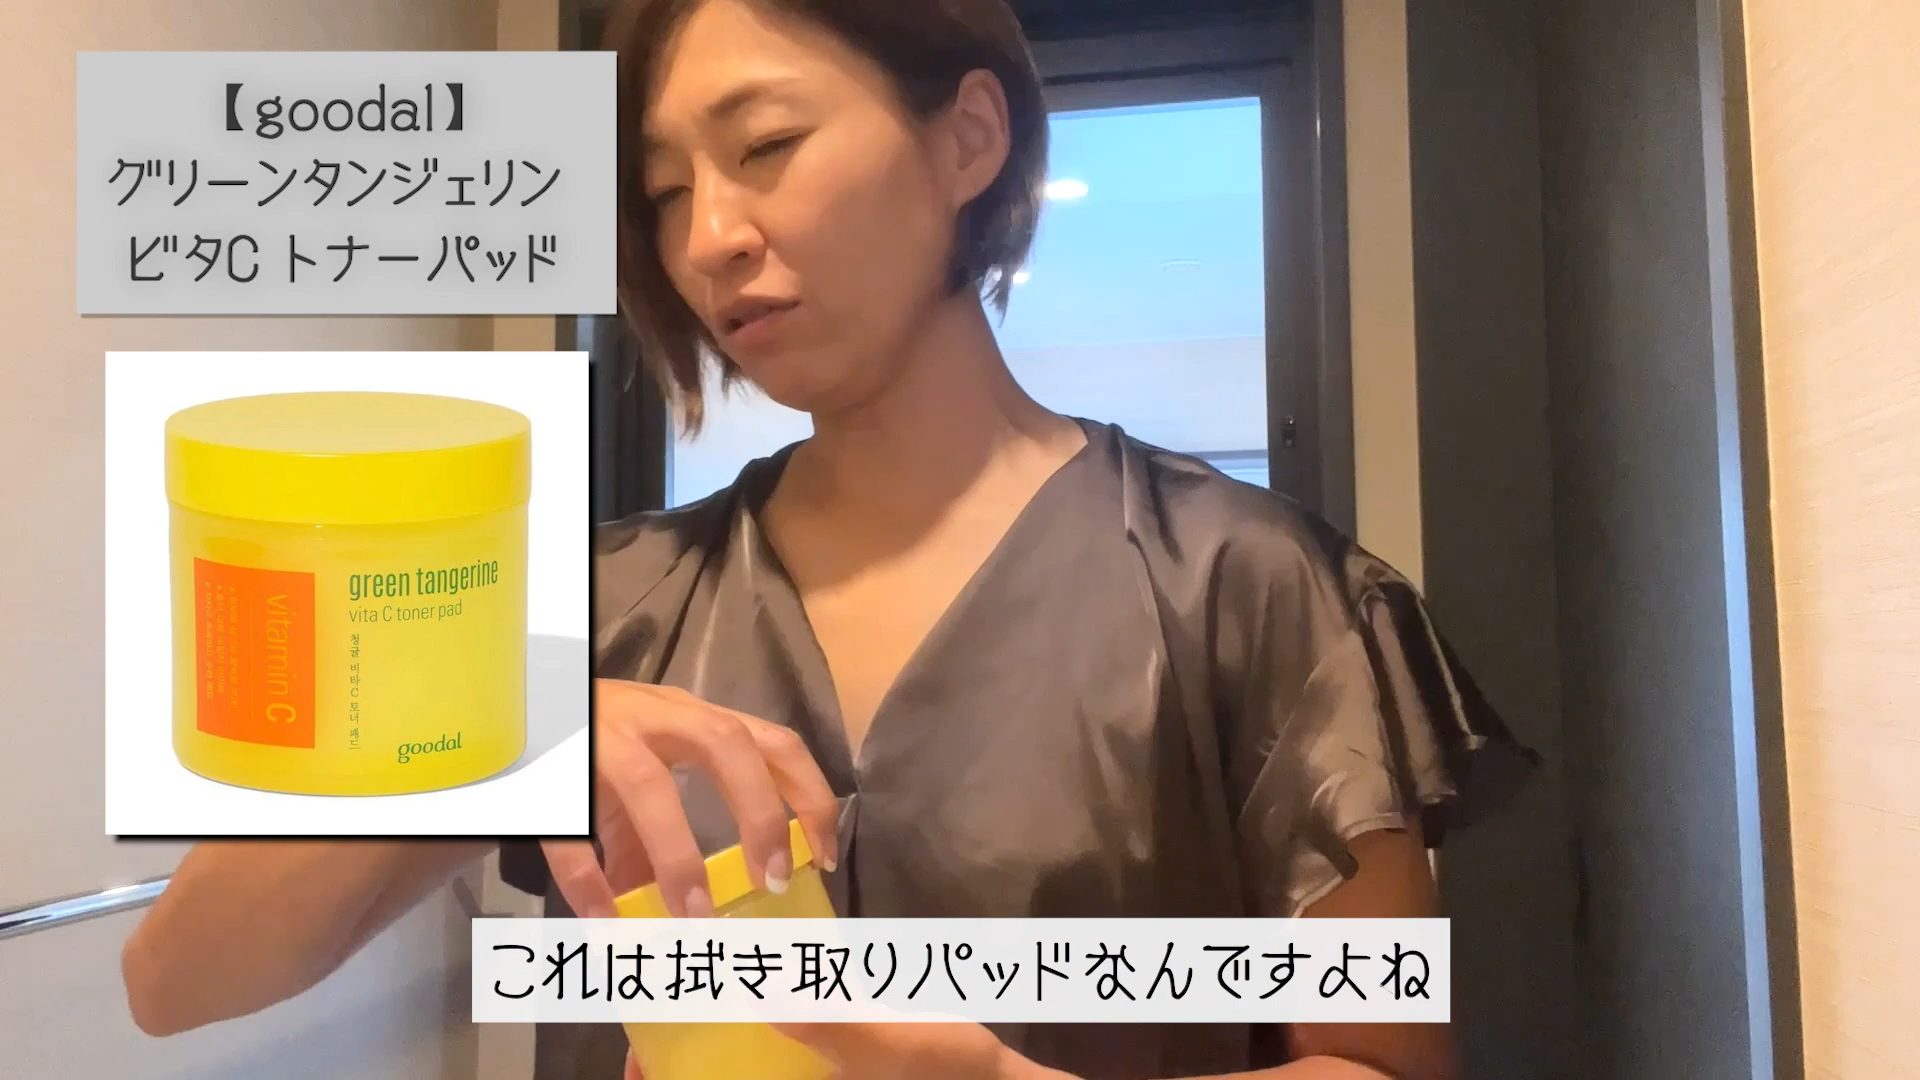 【goodal】
グリーンタンジェリン
ビタC トナーパッド
green tangerine
vita C toner pad
vitamin C
청귤 비타C 토너 패드
goodal
これは拭き取りパッドなんですよね